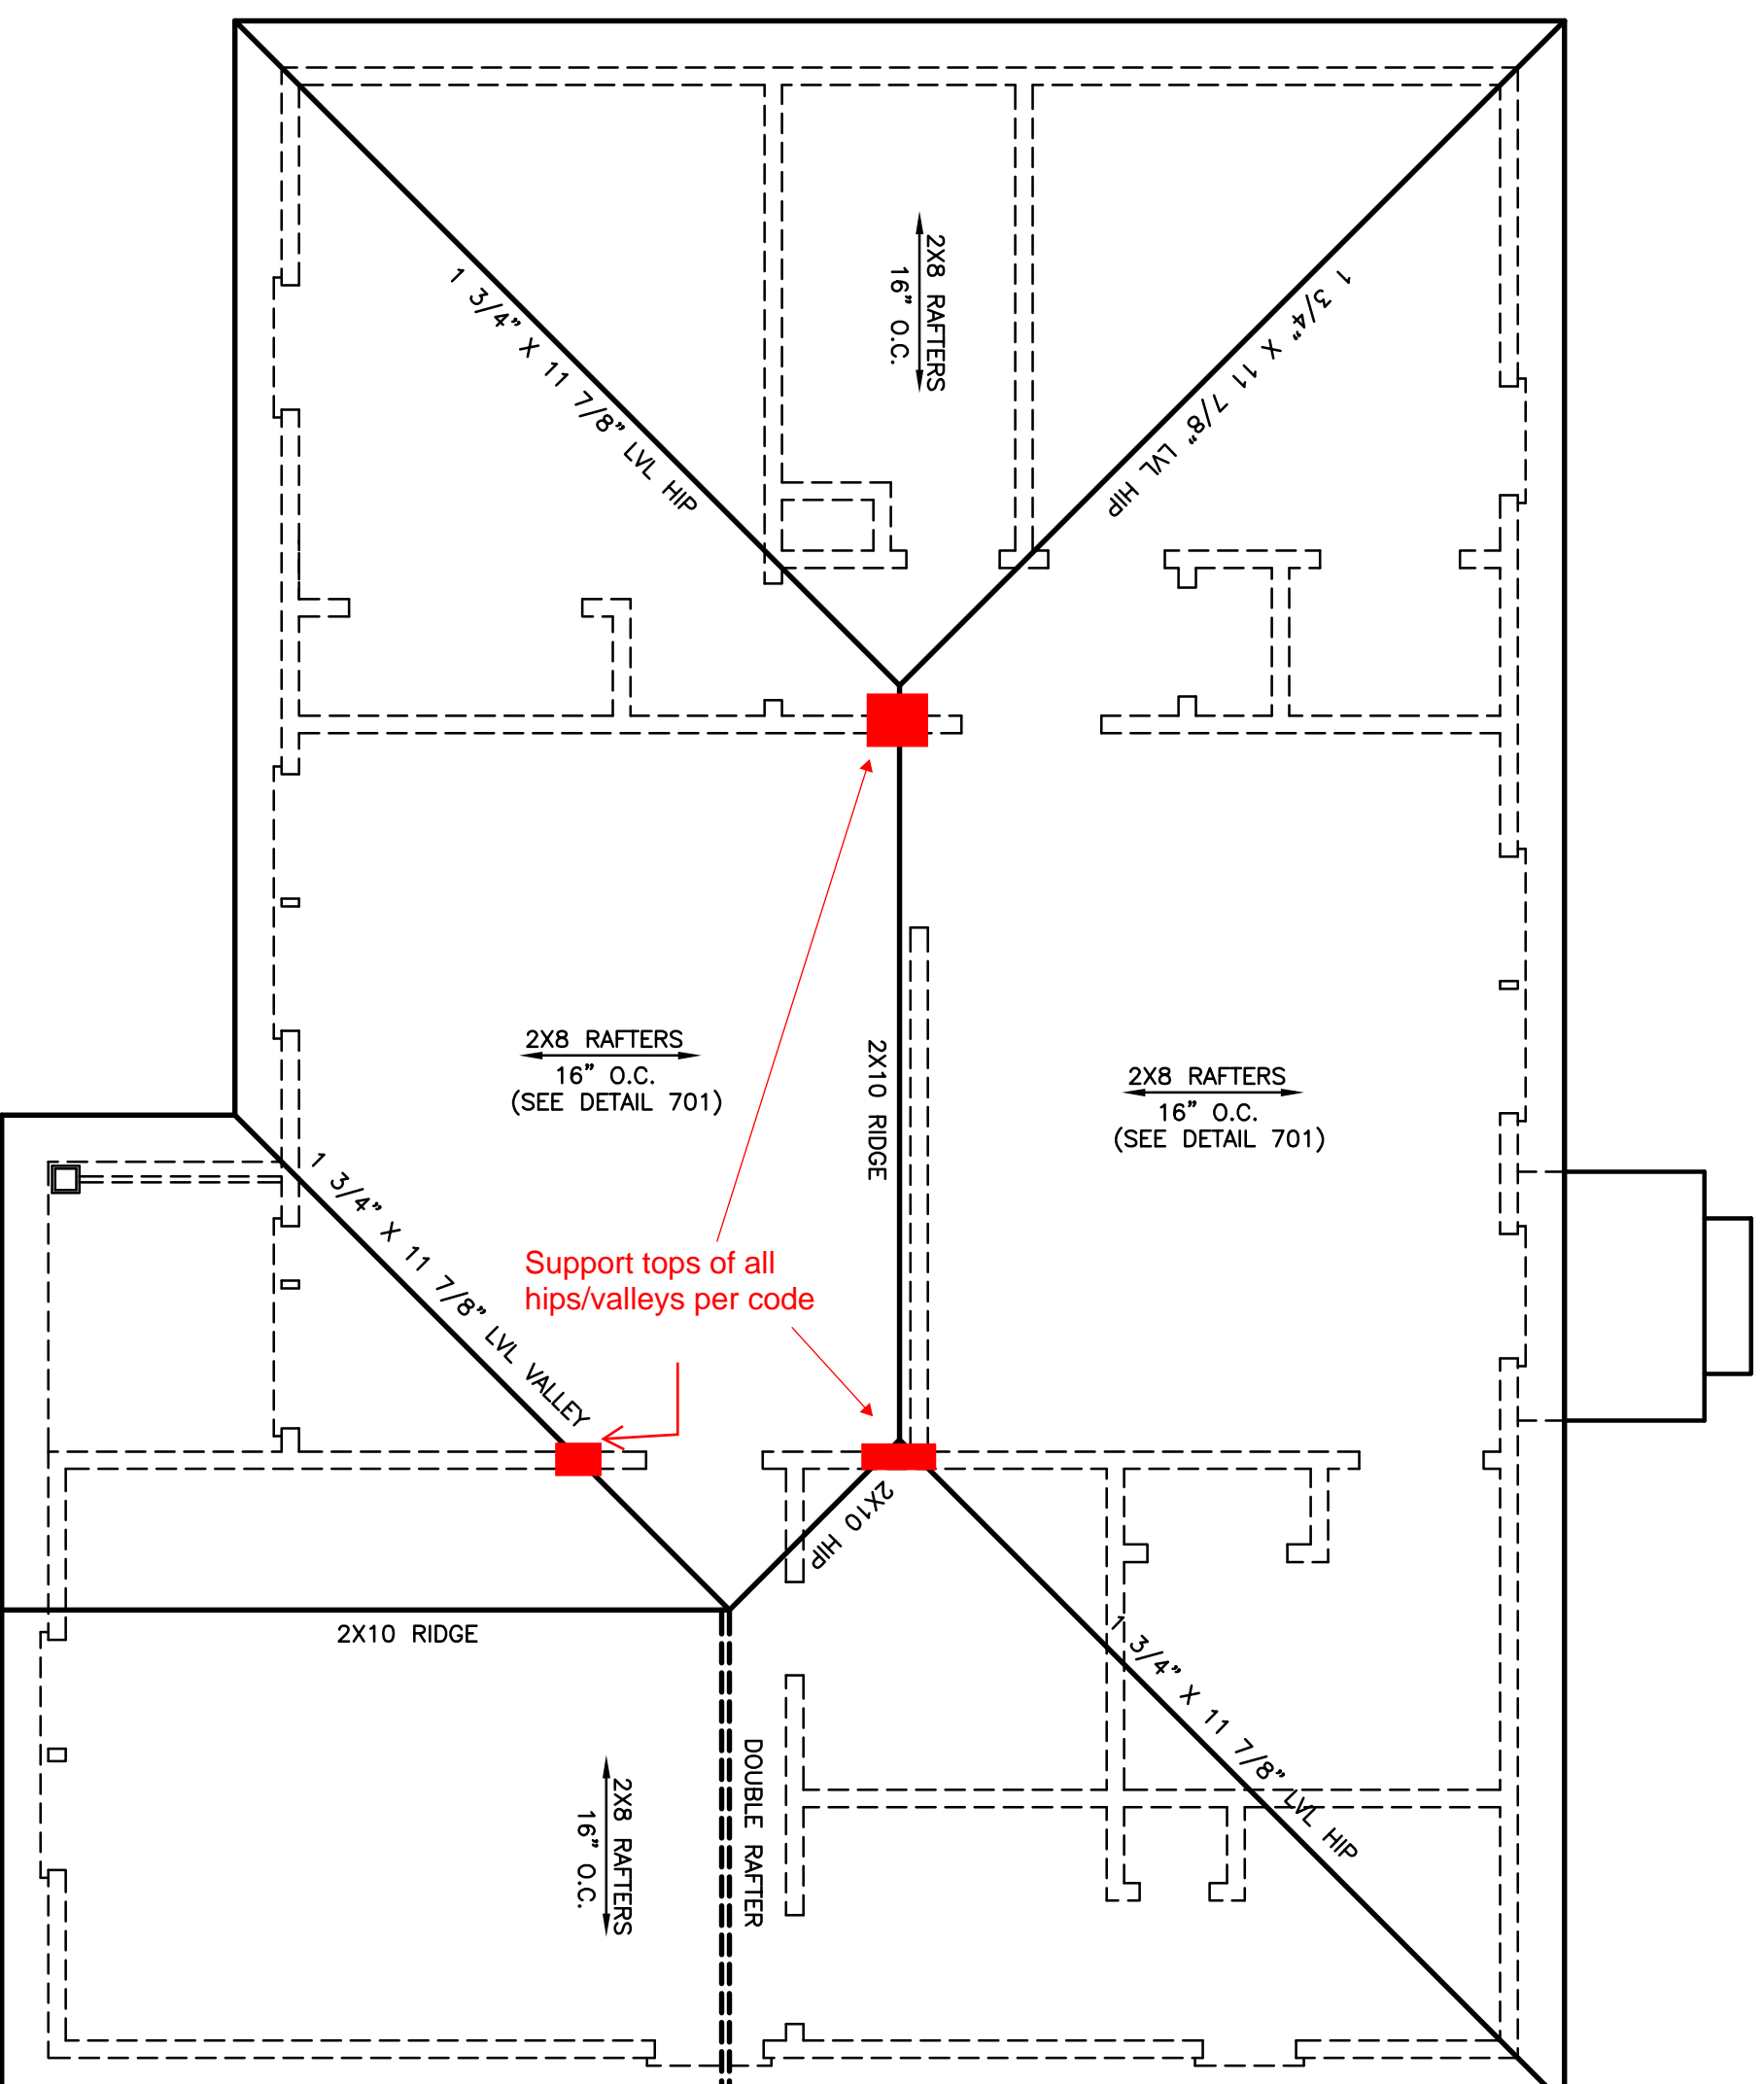 2X8 RAFTERS
16" O.C.
1 3/4" X 11 7/8" LVL HIP
1 3/4" X 11 7/8" LVL HIP
2X8 RAFTERS
16" O.C.
(SEE DETAIL 701)
2X10 RIDGE
2X8 RAFTERS
16" O.C.
(SEE DETAIL 701)
1 3/4" X 11 7/8" LVL VALLEY
Support tops of all
hips/valleys per code
2X10 HIP
2X10 RIDGE
1 3/4" X 11 7/8" LVL HIP
DOUBLE RAFTER
2X8 RAFTERS
16" O.C.